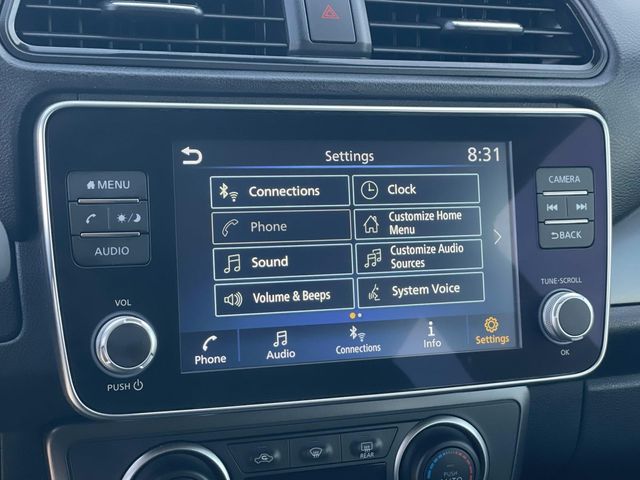 Settings
8:31
MENU
AUDIO
VOL
PUSH
Connections
Clock
Phone
Customize Home
Menu
Sound
Customize Audio
Sources
Volume & Beeps
System Voice
Phone
Audio
Connections
Info
Settings
CAMERA
BACK
TUNE·SCROLL
OK
REAR
PUSH